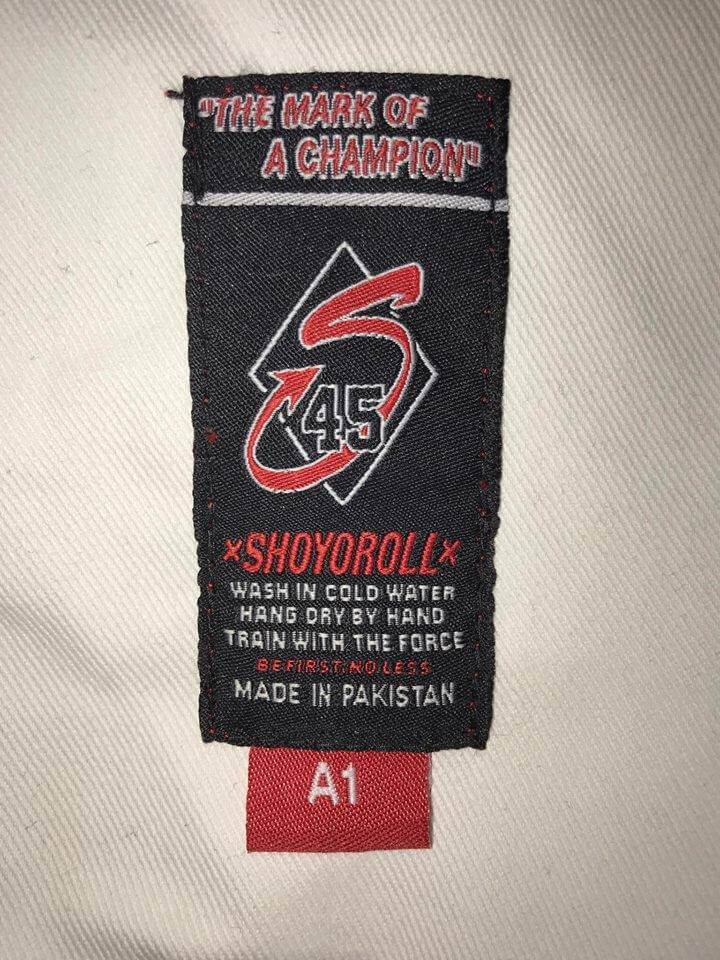 "THE MARK OF
A CHAMPION"
S
45
×SHOYOROLL×
WASH IN COLD WATER
HANG DRY BY HAND
TRAIN WITH THE FORCE
BE FIRST.NO LESS
MADE IN PAKISTAN
A1